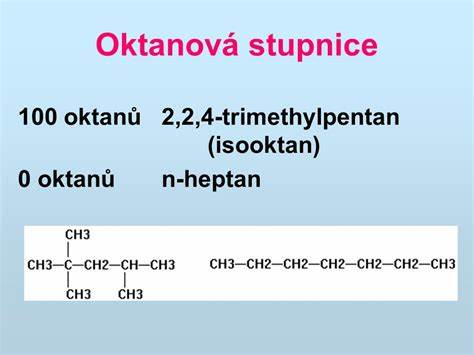 Oktanová stupnice
100 oktanů 2,2,4-trimethylpentan
(isooktan)
0 oktanů n-heptan
CH3
CH3—C—CH2—CH—CH3 CH3—CH2—CH2—CH2—CH2—CH2—CH3
CH3 CH3